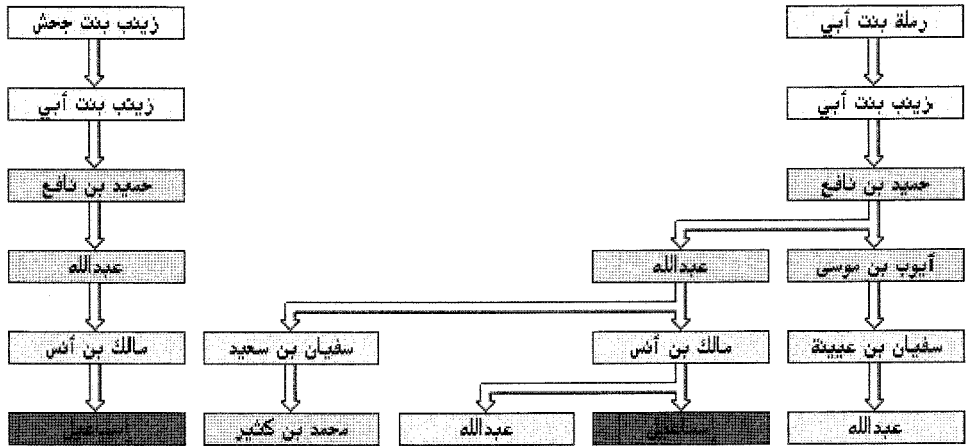 رملة بنت أبي
زينب بنت جحش
زينب بنت أبي
زينب بنت أبي
حميد بن نافع
حميد بن نافع
أيوب بن موسى
عبدالله
عبدالله
سفيان بن عيينة
مالك بن أنس
سفيان بن سعيد
مالك بن أنس
عبدالله
إسماعيل
عبدالله
محمد بن كثير
إسماعيل